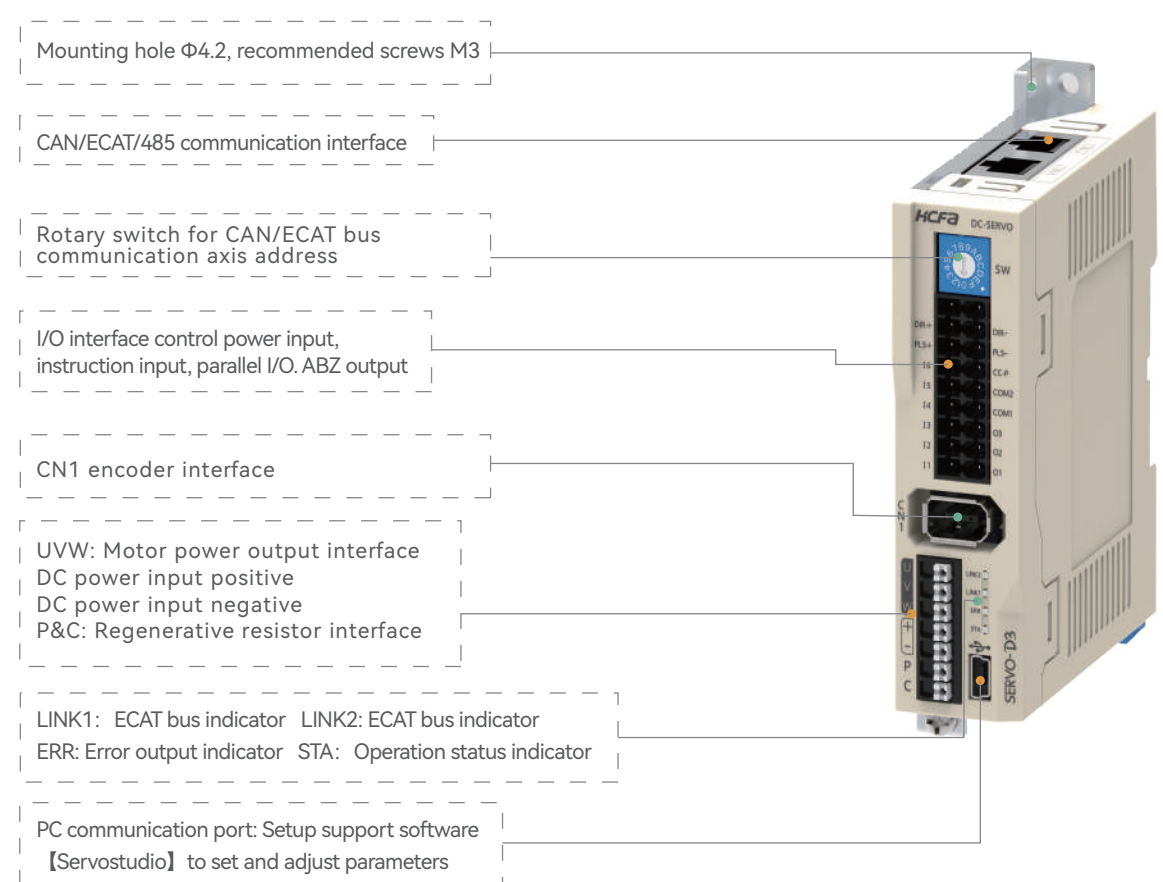 Mounting hole Φ4.2, recommended screws M3
CAN/ECAT/485 communication interface
Rotary switch for CAN/ECAT bus
communication axis address
I/O interface control power input,
instruction input, parallel I/O. ABZ output
CN1 encoder interface
UVW: Motor power output interface
DC power input positive
DC power input negative
P&C: Regenerative resistor interface
LINK1: ECAT bus indicator LINK2: ECAT bus indicator
ERR: Error output indicator STA: Operation status indicator
PC communication port: Setup support software
【Servostudio】to set and adjust parameters
HCFA DC-SERVO
SW
DIR+ DIR-
PLS+ PLS-
I6 CC-P
I5 COM2
I4 COM1
I3 O3
I2 O2
I1 O1
CN1
U
V
W
+
-
P
C
LINK2
LINK1
ERR
STA
SERVO-D3